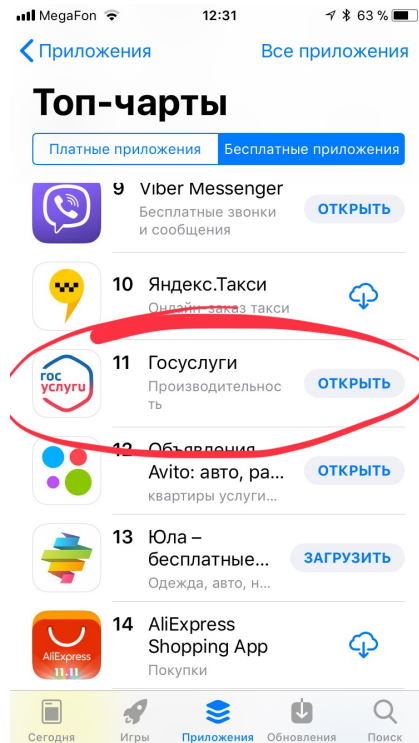 MegaFon 12:31 63 %
Приложения Все приложения
Топ-чарты
Платные приложения Бесплатные приложения
9 Viber Messenger
Бесплатные звонки
и сообщения
ОТКРЫТЬ
10 Яндекс.Такси
Онлайн-заказ такси
гос
услуги
11 Госуслуги
Производительнос
ть
ОТКРЫТЬ
12 Объявления
Avito: авто, ра...
квартиры услуги...
ОТКРЫТЬ
13 Юла –
бесплатные...
Одежда, авто, н...
ЗАГРУЗИТЬ
AliExpress
11.11
14 AliExpress
Shopping App
Покупки
Сегодня Игры Приложения Обновления Поиск